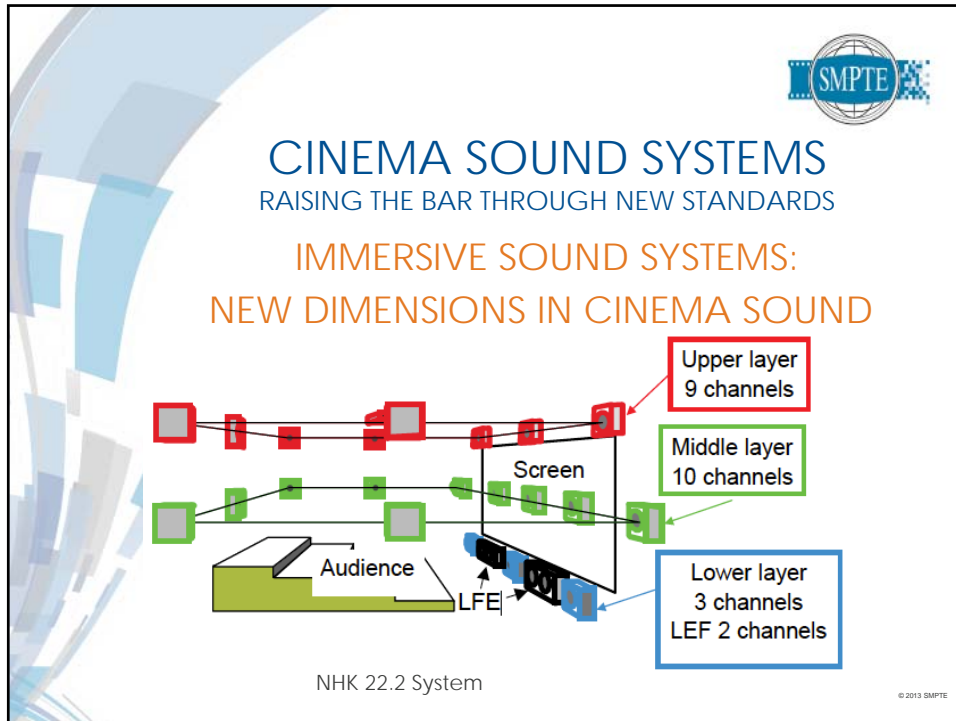 SMPTE
CINEMA SOUND SYSTEMS
RAISING THE BAR THROUGH NEW STANDARDS
IMMERSIVE SOUND SYSTEMS:
NEW DIMENSIONS IN CINEMA SOUND
Upper layer
9 channels
Screen
Middle layer
10 channels
Audience
LFE
Lower layer
3 channels
LEF 2 channels
NHK 22.2 System
© 2013 SMPTE